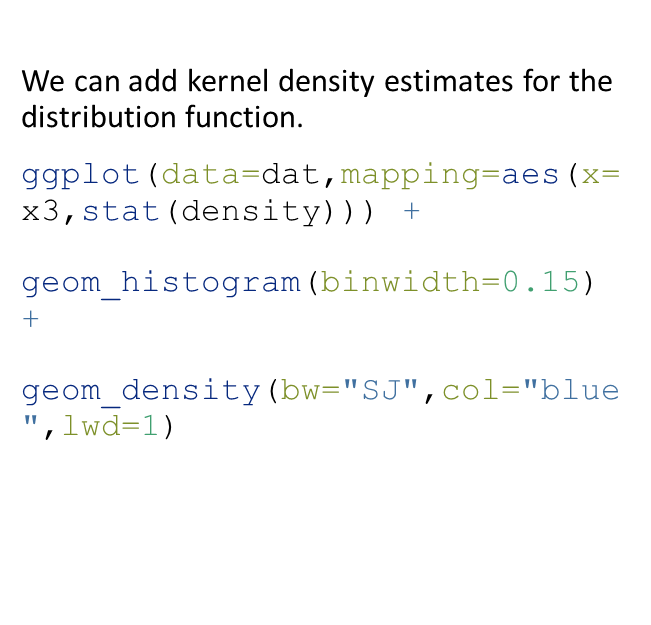 We can add kernel density estimates for the
distribution function.
ggplot(data=dat,mapping=aes(x=
x3,stat(density))) +
geom_histogram(binwidth=0.15)
+
geom_density(bw="SJ",col="blue
",lwd=1)